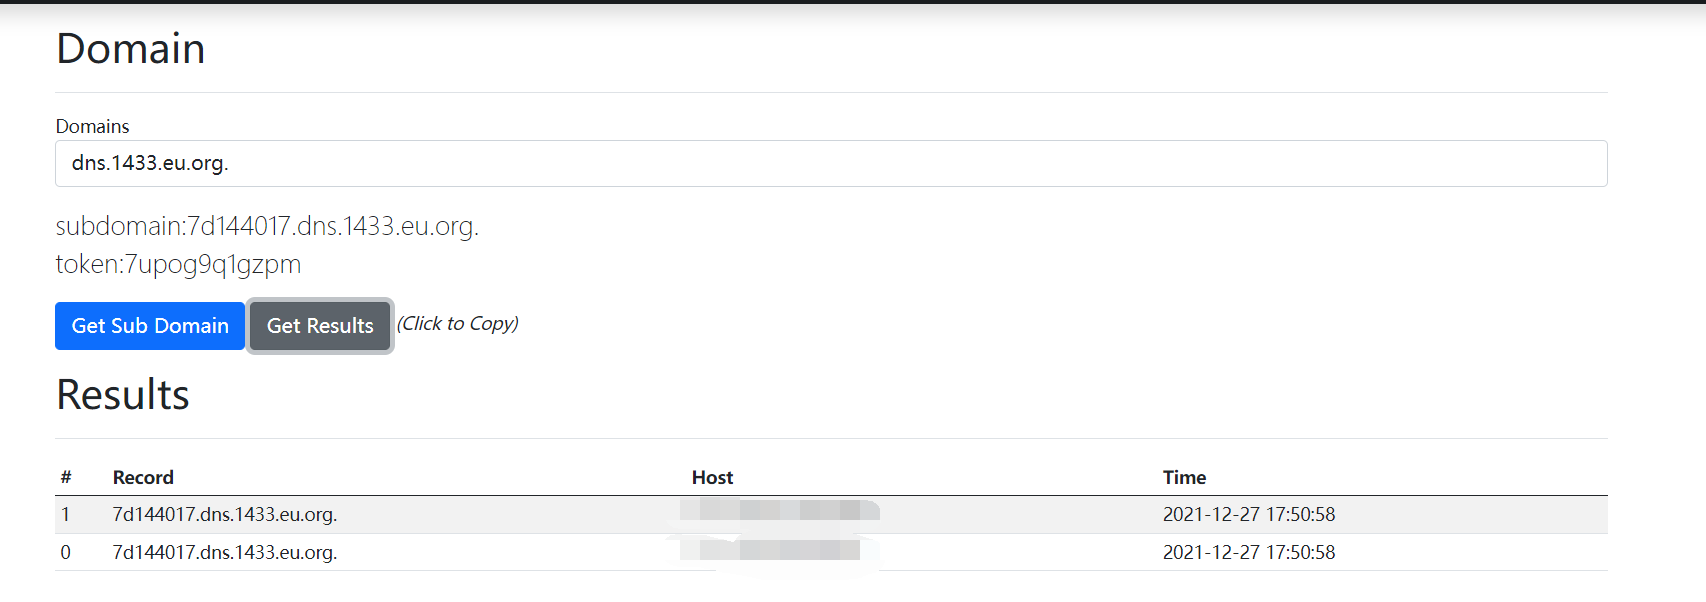 Domain
Domains
dns.1433.eu.org.
subdomain:7d144017.dns.1433.eu.org.
token:7upog9q1gzpm
Get Sub Domain Get Results (Click to Copy)
Results
# Record Host Time
1 7d144017.dns.1433.eu.org. 2021-12-27 17:50:58
0 7d144017.dns.1433.eu.org. 2021-12-27 17:50:58